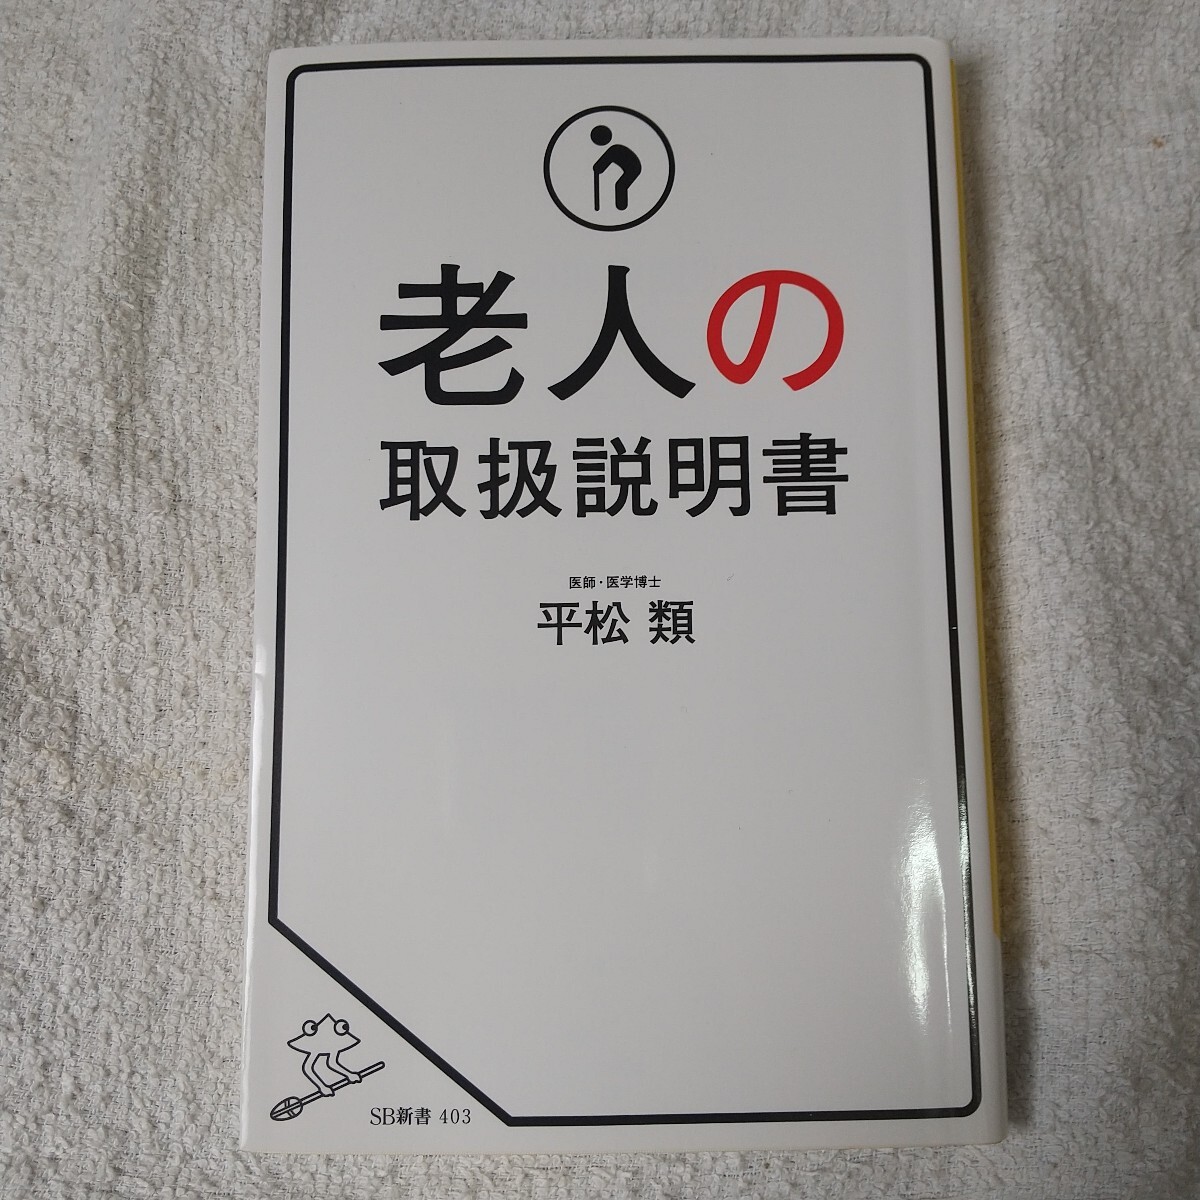 老人の
取扱説明書
医師・医学博士
平松 類
SB新書 403